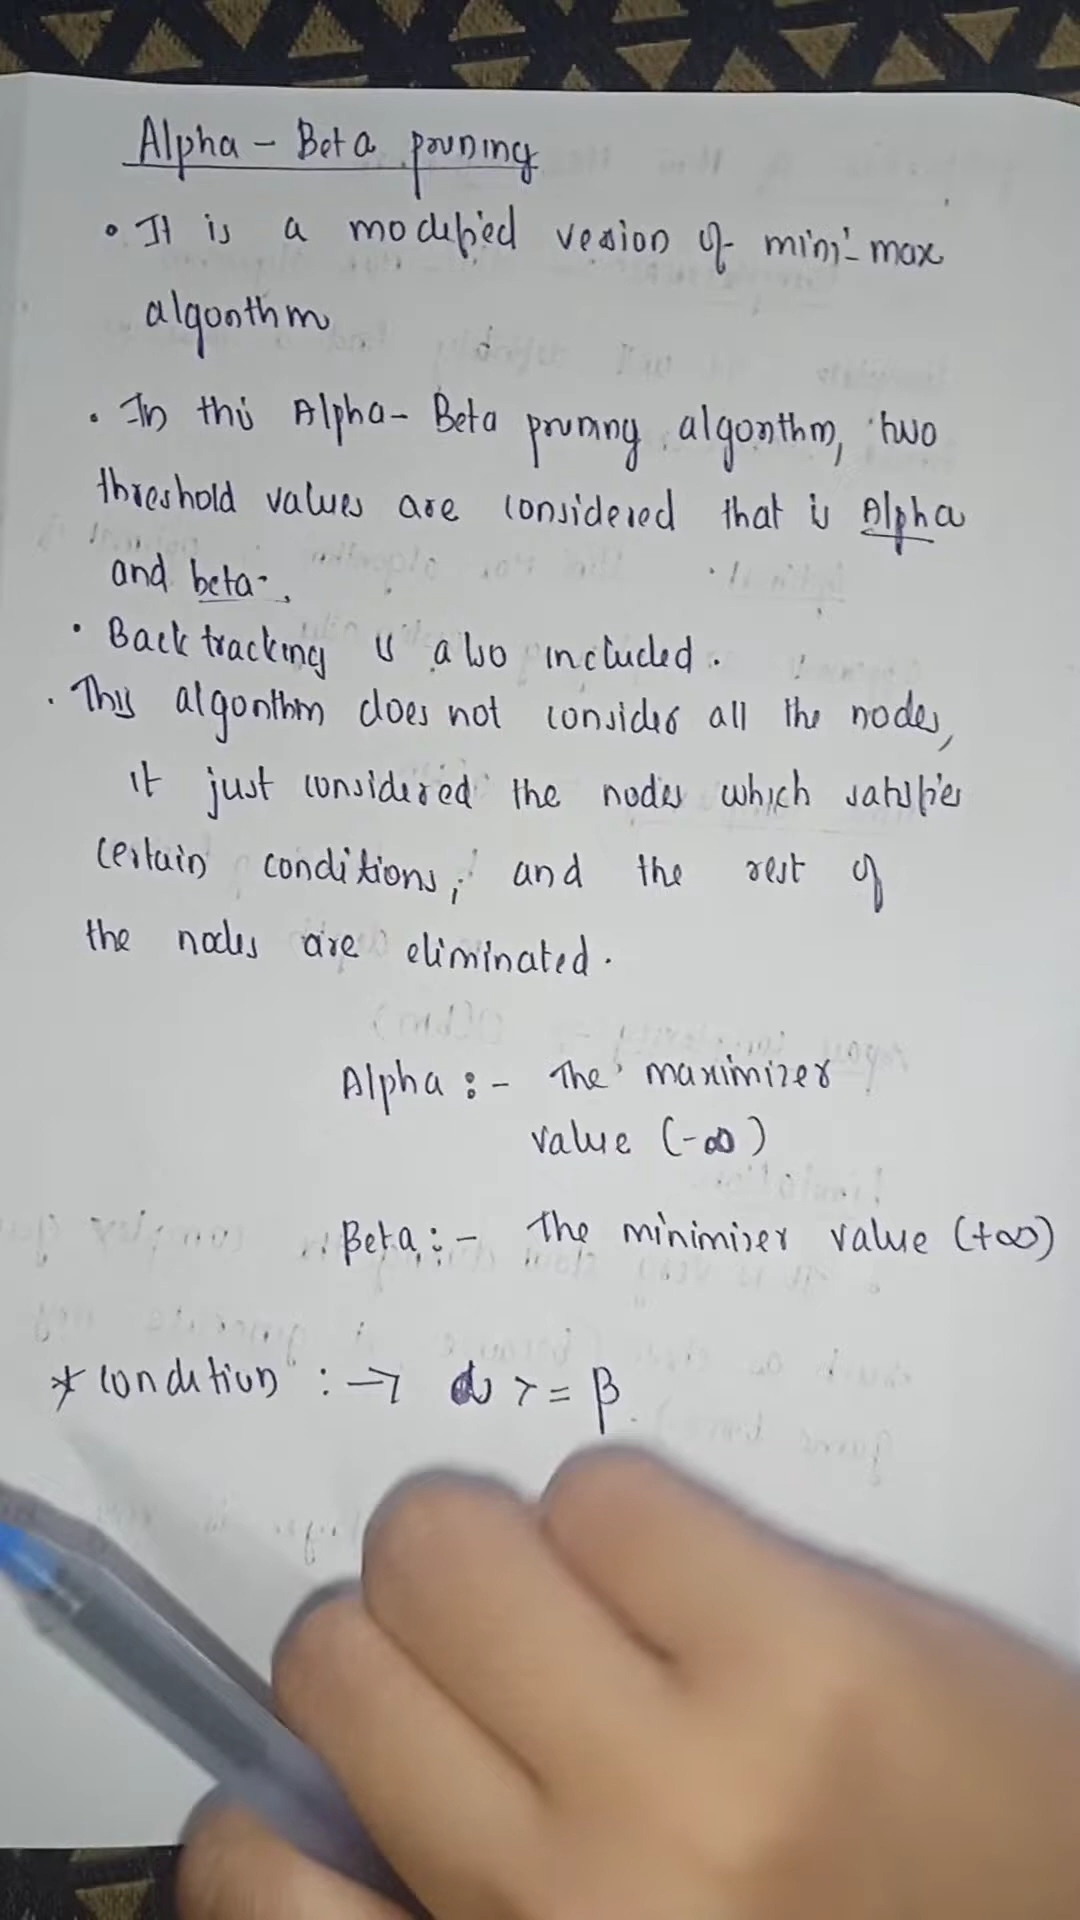 Alpha - Beta pruning
• It is a modified version of mini-max
algorithm
• In this Alpha-Beta pruning algorithm, two
threshold values are considered that is Alpha
and beta.
• Back tracking is also included.
• This algorithm does not consider all the nodes,
it just considered the nodes which satisfies
certain conditions, and the rest of
the nodes are eliminated.
Alpha :- The maximizer
value (-∞)
Beta :- The minimizer value (+∞)
* condition :→ α >= β